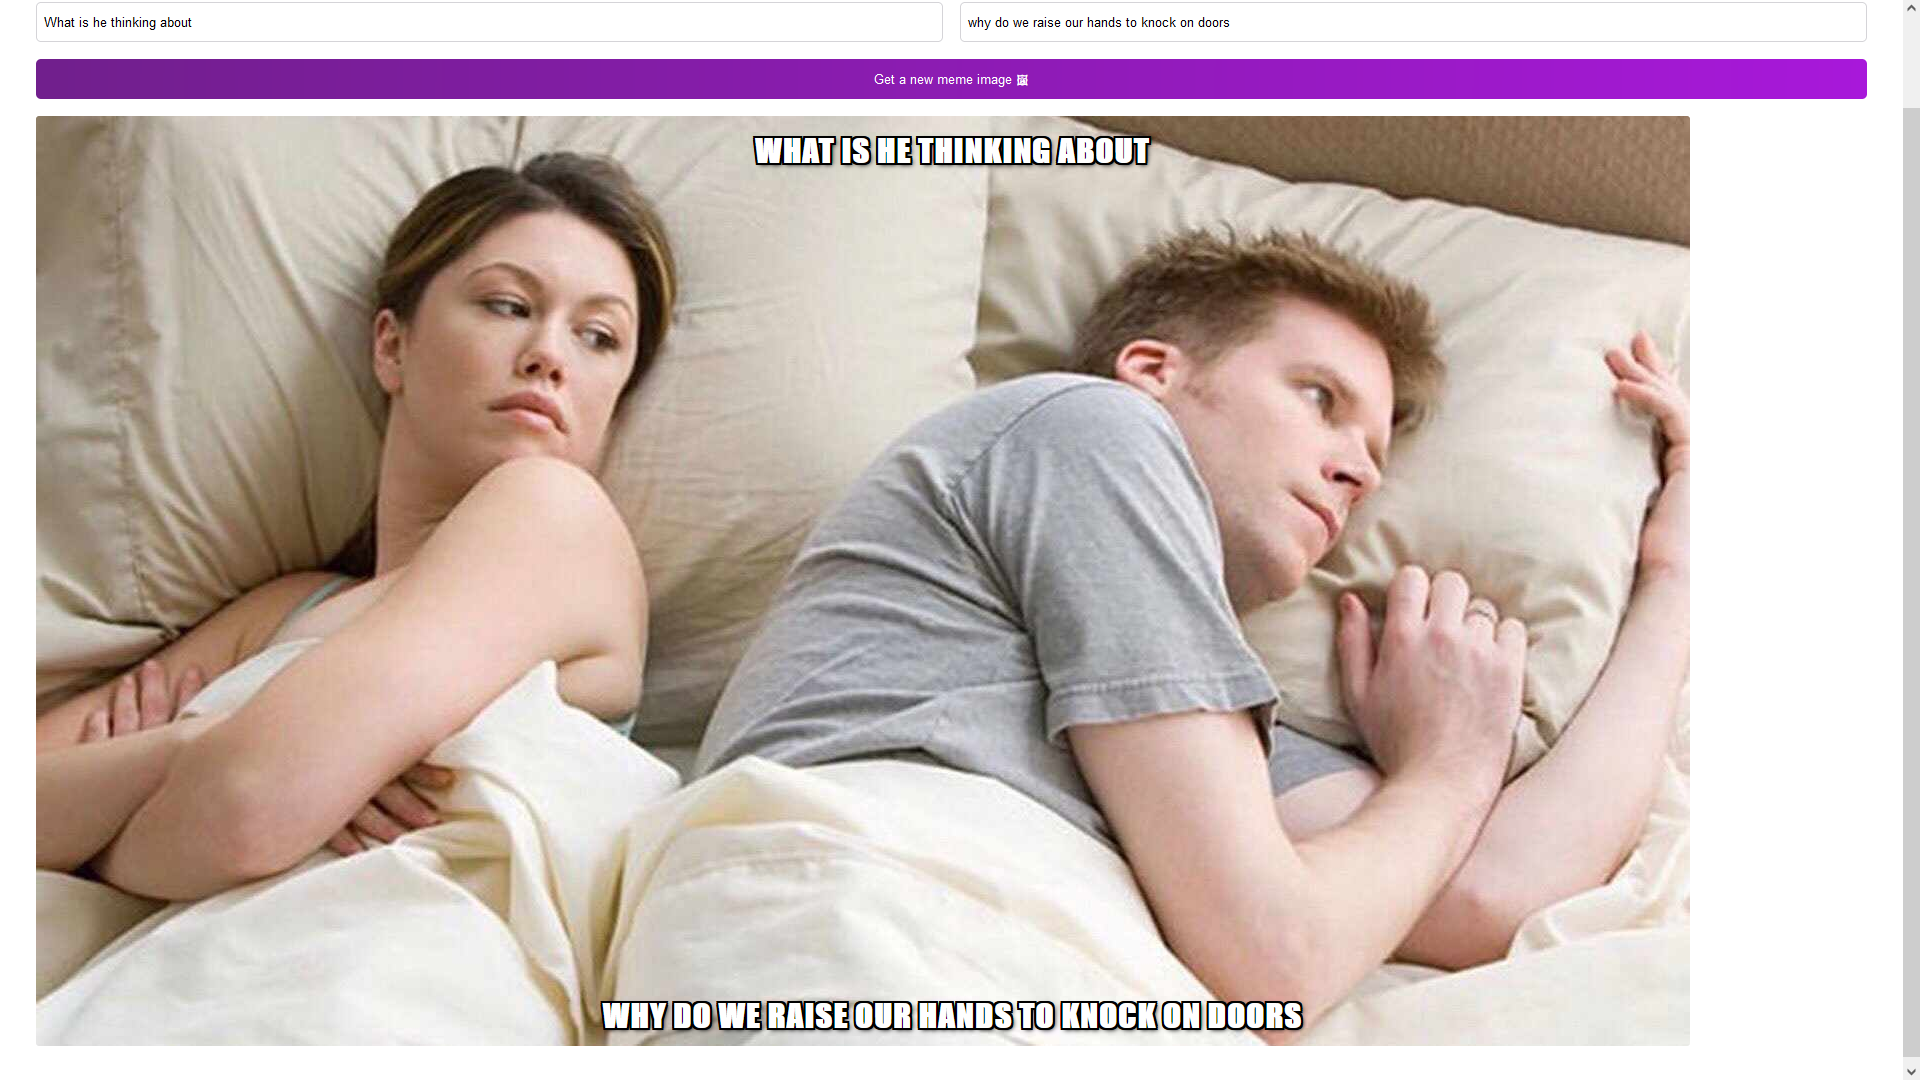 What is he thinking about
why do we raise our hands to knock on doors
Get a new meme image 🖼
WHAT IS HE THINKING ABOUT
WHY DO WE RAISE OUR HANDS TO KNOCK ON DOORS